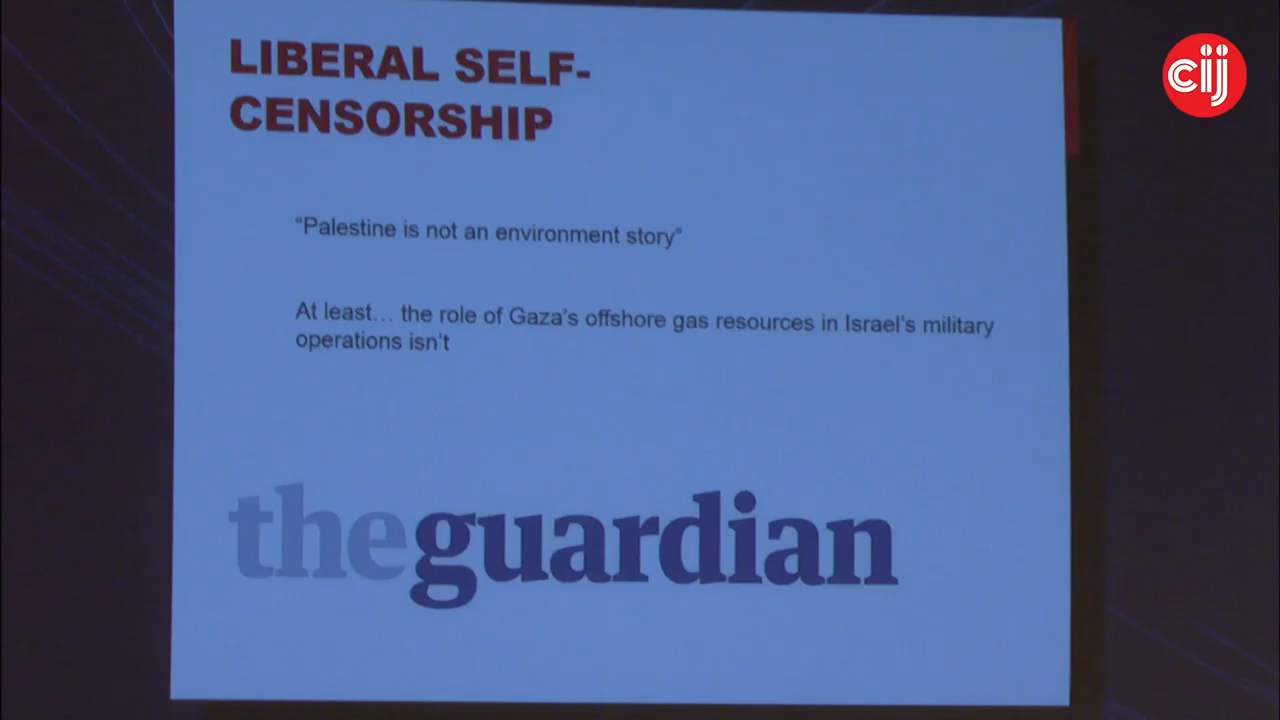 LIBERAL SELF-
CENSORSHIP
cij
“Palestine is not an environment story”
At least… the role of Gaza's offshore gas resources in Israel's military
operations isn't
theguardian